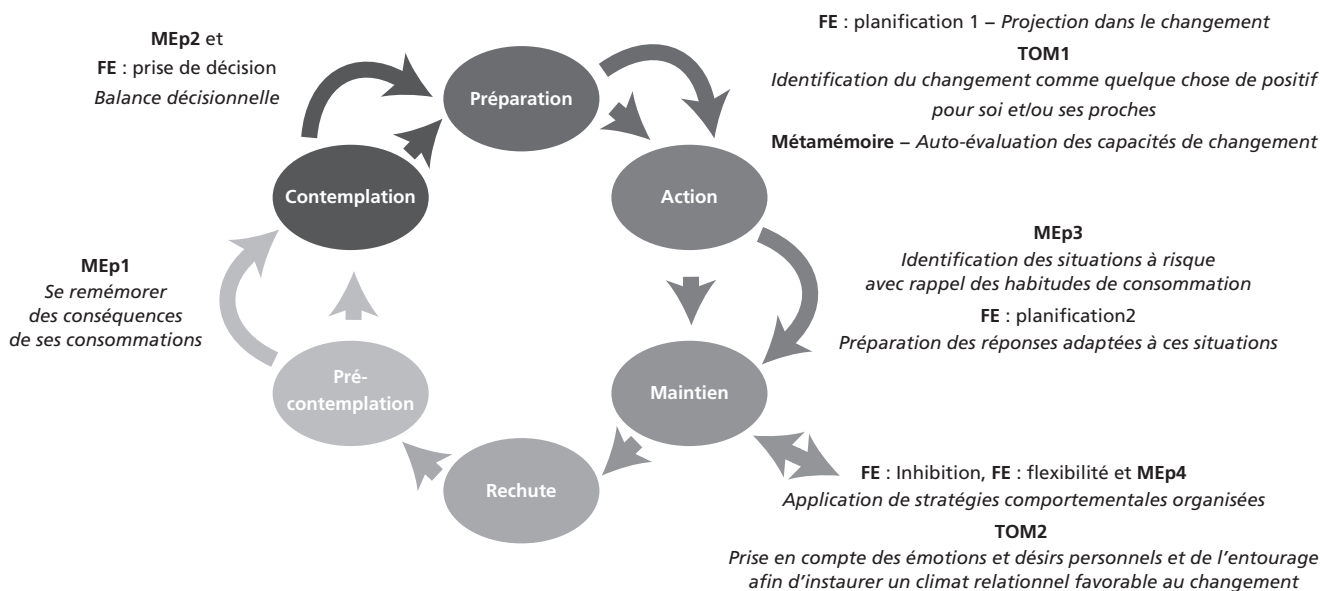 MEp2 et
FE : prise de décision
Balance décisionnelle
Préparation
FE : planification 1 – Projection dans le changement
TOM1
Identification du changement comme quelque chose de positif
pour soi et/ou ses proches
Métamémoire – Auto-évaluation des capacités de changement
Contemplation
Action
MEp1
Se remémorer
des conséquences
de ses consommations
MEp3
Identification des situations à risque
avec rappel des habitudes de consommation
FE : planification2
Préparation des réponses adaptées à ces situations
Pré-
contemplation
Maintien
Rechute
FE : Inhibition, FE : flexibilité et MEp4
Application de stratégies comportementales organisées
TOM2
Prise en compte des émotions et désirs personnels et de l’entourage
afin d’instaurer un climat relationnel favorable au changement